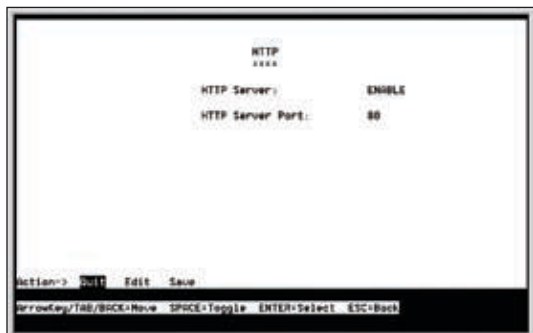 HTTP
====
HTTP Server: ENABLE
HTTP Server Port: 80
Action-> Quit Edit Save
ArrowKey/TAB/BACK=Move SPACE=Toggle ENTER=Select ESC=Back